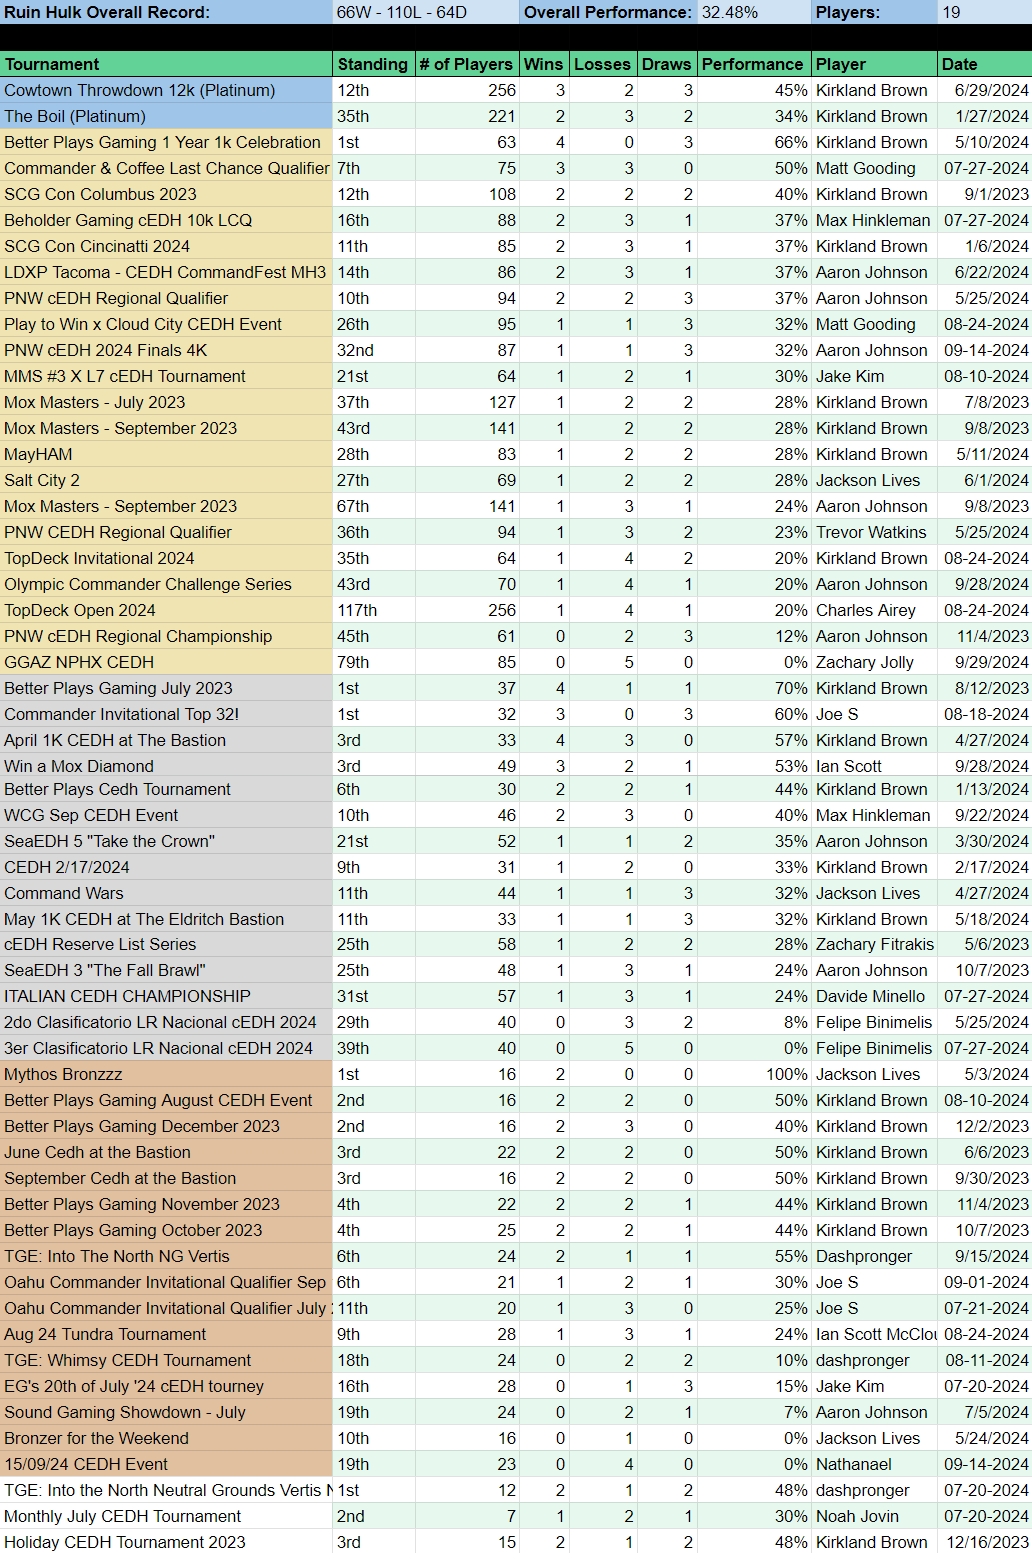 Ruin Hulk Overall Record: 66W - 110L - 64D Overall Performance: 32.48% Players: 19
Tournament Standing # of Players Wins Losses Draws Performance Player Date
Cowtown Throwdown 12k (Platinum) 12th 256 3 2 3 45% Kirkland Brown 6/29/2024
The Boil (Platinum) 35th 221 2 3 2 34% Kirkland Brown 1/27/2024
Better Plays Gaming 1 Year 1k Celebration 1st 63 4 0 3 66% Kirkland Brown 5/10/2024
Commander & Coffee Last Chance Qualifier 7th 75 3 3 0 50% Matt Gooding 07-27-2024
SCG Con Columbus 2023 12th 108 2 2 2 40% Kirkland Brown 9/1/2023
Beholder Gaming cEDH 10k LCQ 16th 88 2 3 1 37% Max Hinkleman 07-27-2024
SCG Con Cincinatti 2024 11th 85 2 3 1 37% Kirkland Brown 1/6/2024
LDXP Tacoma - CEDH CommandFest MH3 14th 86 2 3 1 37% Aaron Johnson 6/22/2024
PNW cEDH Regional Qualifier 10th 94 2 2 3 37% Aaron Johnson 5/25/2024
Play to Win x Cloud City CEDH Event 26th 95 1 1 3 32% Matt Gooding 08-24-2024
PNW cEDH 2024 Finals 4K 32nd 87 1 1 3 32% Aaron Johnson 09-14-2024
MMS #3 X L7 cEDH Tournament 21st 64 1 2 1 30% Jake Kim 08-10-2024
Mox Masters - July 2023 37th 127 1 2 2 28% Kirkland Brown 7/8/2023
Mox Masters - September 2023 43rd 141 1 2 2 28% Kirkland Brown 9/8/2023
MayHAM 28th 83 1 2 2 28% Kirkland Brown 5/11/2024
Salt City 2 27th 69 1 2 2 28% Jackson Lives 6/1/2024
Mox Masters - September 2023 67th 141 1 3 1 24% Aaron Johnson 9/8/2023
PNW CEDH Regional Qualifier 36th 94 1 3 2 23% Trevor Watkins 5/25/2024
TopDeck Invitational 2024 35th 64 1 4 2 20% Kirkland Brown 08-24-2024
Olympic Commander Challenge Series 43rd 70 1 4 1 20% Aaron Johnson 9/28/2024
TopDeck Open 2024 117th 256 1 4 1 20% Charles Airey 08-24-2024
PNW cEDH Regional Championship 45th 61 0 2 3 12% Aaron Johnson 11/4/2023
GGAZ NPHX CEDH 79th 85 0 5 0 0% Zachary Jolly 9/29/2024
Better Plays Gaming July 2023 1st 37 4 1 1 70% Kirkland Brown 8/12/2023
Commander Invitational Top 32! 1st 32 3 0 3 60% Joe S 08-18-2024
April 1K CEDH at The Bastion 3rd 33 4 3 0 57% Kirkland Brown 4/27/2024
Win a Mox Diamond 3rd 49 3 2 1 53% Ian Scott 9/28/2024
Better Plays Cedh Tournament 6th 30 2 2 1 44% Kirkland Brown 1/13/2024
WCG Sep CEDH Event 10th 46 2 3 0 40% Max Hinkleman 9/22/2024
SeaEDH 5 "Take the Crown" 21st 52 1 1 2 35% Aaron Johnson 3/30/2024
CEDH 2/17/2024 9th 31 1 2 0 33% Kirkland Brown 2/17/2024
Command Wars 11th 44 1 1 3 32% Jackson Lives 4/27/2024
May 1K CEDH at The Eldritch Bastion 11th 33 1 1 3 32% Kirkland Brown 5/18/2024
cEDH Reserve List Series 25th 58 1 2 2 28% Zachary Fitrakis 5/6/2023
SeaEDH 3 "The Fall Brawl" 25th 48 1 3 1 24% Aaron Johnson 10/7/2023
ITALIAN CEDH CHAMPIONSHIP 31st 57 1 3 1 24% Davide Minello 07-27-2024
2do Clasificatorio LR Nacional cEDH 2024 29th 40 0 3 2 8% Felipe Binimelis 5/25/2024
3er Clasificatorio LR Nacional cEDH 2024 39th 40 0 5 0 0% Felipe Binimelis 07-27-2024
Mythos Bronzzz 1st 16 2 0 0 100% Jackson Lives 5/3/2024
Better Plays Gaming August CEDH Event 2nd 16 2 2 0 50% Kirkland Brown 08-10-2024
Better Plays Gaming December 2023 2nd 16 2 3 0 40% Kirkland Brown 12/2/2023
June Cedh at the Bastion 3rd 22 2 2 0 50% Kirkland Brown 6/6/2023
September Cedh at the Bastion 3rd 16 2 2 0 50% Kirkland Brown 9/30/2023
Better Plays Gaming November 2023 4th 22 2 2 1 44% Kirkland Brown 11/4/2023
Better Plays Gaming October 2023 4th 25 2 2 1 44% Kirkland Brown 10/7/2023
TGE: Into The North NG Vertis 6th 24 2 1 1 55% Dashpronger 9/15/2024
Oahu Commander Invitational Qualifier Sep 6th 21 1 2 1 30% Joe S 09-01-2024
Oahu Commander Invitational Qualifier July 11th 20 1 3 0 25% Joe S 07-21-2024
Aug 24 Tundra Tournament 9th 28 1 3 1 24% Ian Scott McClou 08-24-2024
TGE: Whimsy CEDH Tournament 18th 24 0 2 2 10% dashpronger 08-11-2024
EG's 20th of July '24 cEDH tourney 16th 28 0 1 3 15% Jake Kim 07-20-2024
Sound Gaming Showdown - July 19th 24 0 2 1 7% Aaron Johnson 7/5/2024
Bronzer for the Weekend 10th 16 0 1 0 0% Jackson Lives 5/24/2024
15/09/24 CEDH Event 19th 23 0 4 0 0% Nathanael 09-14-2024
TGE: Into the North Neutral Grounds Vertis N 1st 12 2 1 2 48% dashpronger 07-20-2024
Monthly July CEDH Tournament 2nd 7 1 2 1 30% Noah Jovin 07-20-2024
Holiday CEDH Tournament 2023 3rd 15 2 1 2 48% Kirkland Brown 12/16/2023